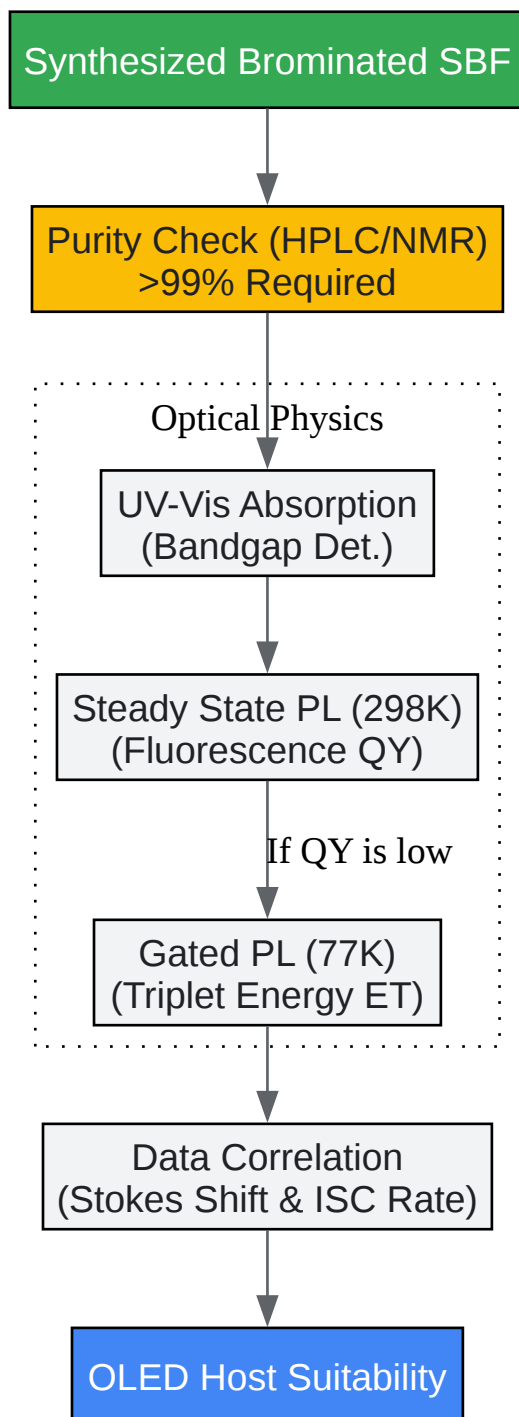 Synthesized Brominated SBF
Purity Check (HPLC/NMR)
>99% Required
Optical Physics
UV-Vis Absorption
(Bandgap Det.)
Steady State PL (298K)
(Fluorescence QY)
If QY is low
Gated PL (77K)
(Triplet Energy ET)
Data Correlation
(Stokes Shift & ISC Rate)
OLED Host Suitability